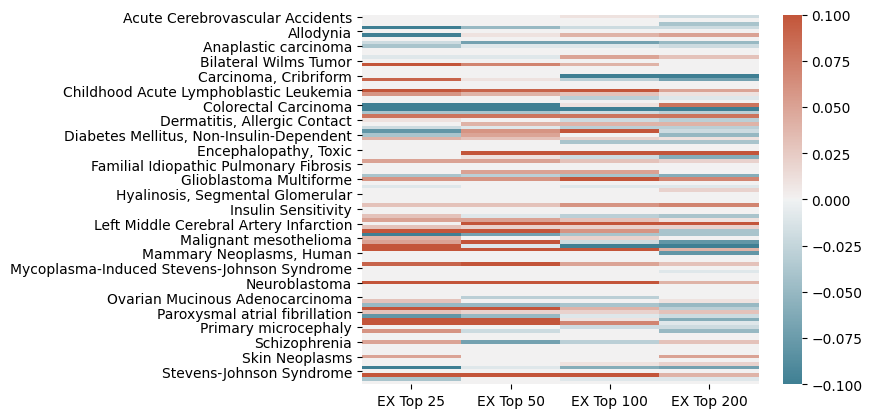 Acute Cerebrovascular Accidents
Allodynia
Anaplastic carcinoma
Bilateral Wilms Tumor
Carcinoma, Cribriform
Childhood Acute Lymphoblastic Leukemia
Colorectal Carcinoma
Dermatitis, Allergic Contact
Diabetes Mellitus, Non-Insulin-Dependent
Encephalopathy, Toxic
Familial Idiopathic Pulmonary Fibrosis
Glioblastoma Multiforme
Hyalinosis, Segmental Glomerular
Insulin Sensitivity
Left Middle Cerebral Artery Infarction
Malignant mesothelioma
Mammary Neoplasms, Human
Mycoplasma-Induced Stevens-Johnson Syndrome
Neuroblastoma
Ovarian Mucinous Adenocarcinoma
Paroxysmal atrial fibrillation
Primary microcephaly
Schizophrenia
Skin Neoplasms
Stevens-Johnson Syndrome
EX Top 25 EX Top 50 EX Top 100 EX Top 200
0.100
0.075
0.050
0.025
0.000
−0.025
−0.050
−0.075
−0.100